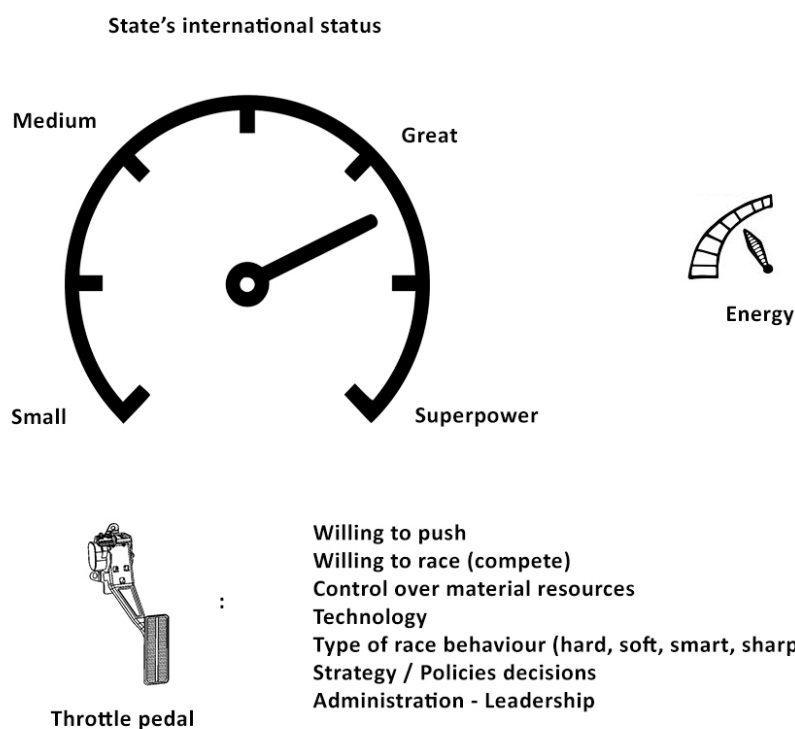 State's international status
Medium
Great
Small
Superpower
Energy
:
Throttle pedal
Willing to push
Willing to race (compete)
Control over material resources
Technology
Type of race behaviour (hard, soft, smart, sharp
Strategy / Policies decisions
Administration - Leadership